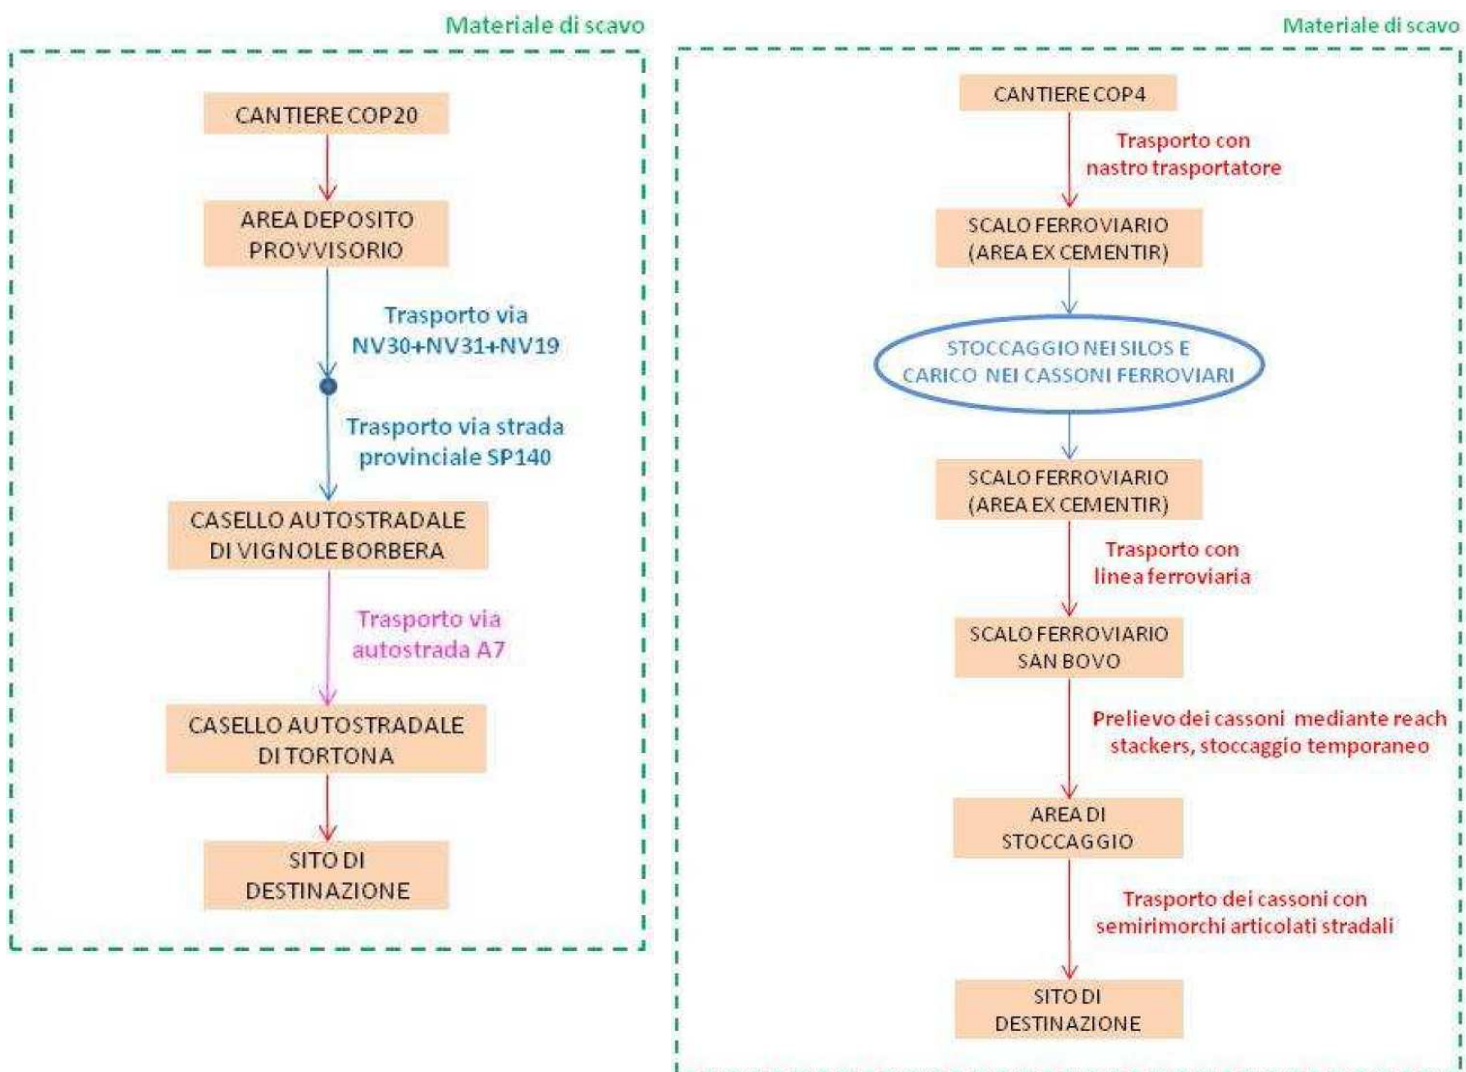 Materiale di scavo
CANTIERE COP20
AREA DEPOSITO
PROVVISORIO
Trasporto via
NV30+NV31+NV19
Trasporto via strada
provinciale SP140
CASELLO AUTOSTRADALE
DI VIGNOLE BORBERA
Trasporto via
autostrada A7
CASELLO AUTOSTRADALE
DI TORTONA
SITO DI
DESTINAZIONE
Materiale di scavo
CANTIERE COP4
Trasporto con
nastro trasportatore
SCALO FERROVIARIO
(AREA EX CEMENTIR)
STOCCAGGIO NEI SILOS E
CARICO NEI CASSONI FERROVIARI
SCALO FERROVIARIO
(AREA EX CEMENTIR)
Trasporto con
linea ferroviaria
SCALO FERROVIARIO
SAN BOVO
Prelievo dei cassoni mediante reach
stackers, stoccaggio temporaneo
AREA DI
STOCCAGGIO
Trasporto dei cassoni con
semirimorchi articolati stradali
SITO DI
DESTINAZIONE